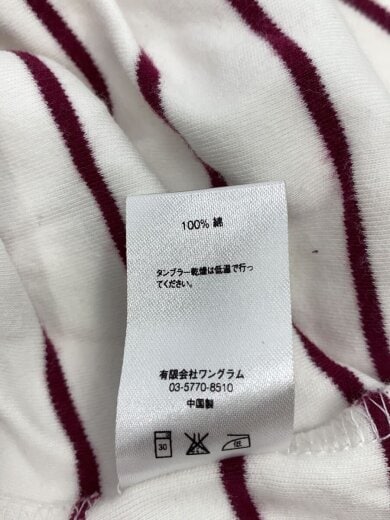 100% 綿
タンブラー乾燥は低温で行っ
てください。
有限会社ワングラム
03-5770-8510
中国製
30